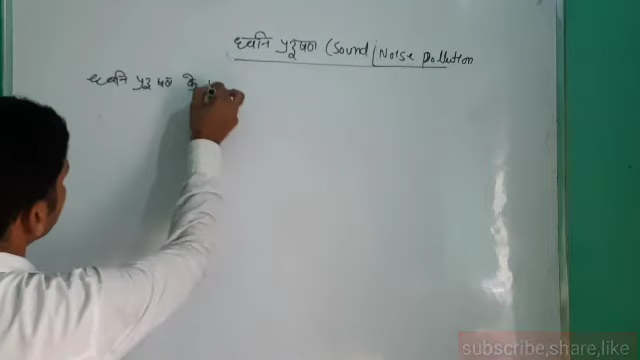 ध्वनि प्रदूषण (Sound/Noise Pollution
ध्वनि प्रदूषण के
subscribe,share,like